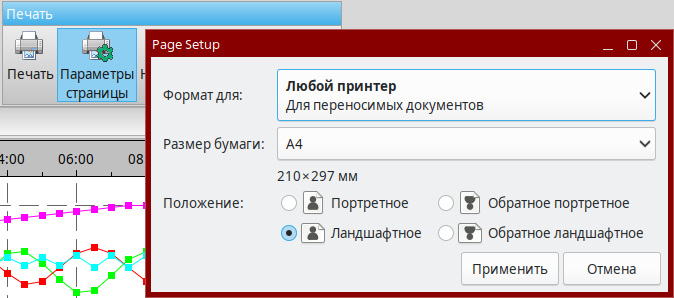 Печать
Печать
Параметры
страницы
Page Setup
Формат для:
Любой принтер
Для переносимых документов
Размер бумаги:
A4
210×297 мм
Положение:
Портретное
Обратное портретное
Ландшафтное
Обратное ландшафтное
Применить
Отмена
4:00
06:00
08